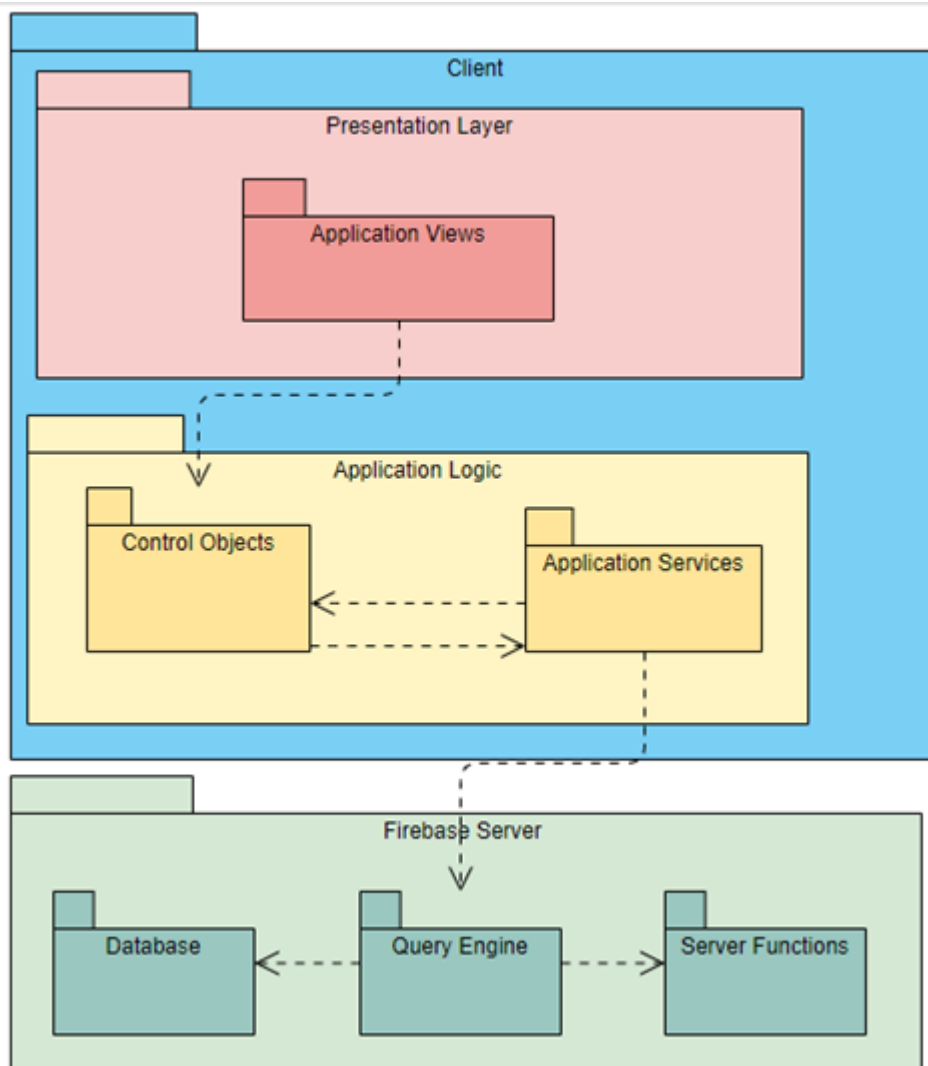 Client
Presentation Layer
Application Views
Application Logic
Control Objects
Application Services
Firebase Server
Database
Query Engine
Server Functions